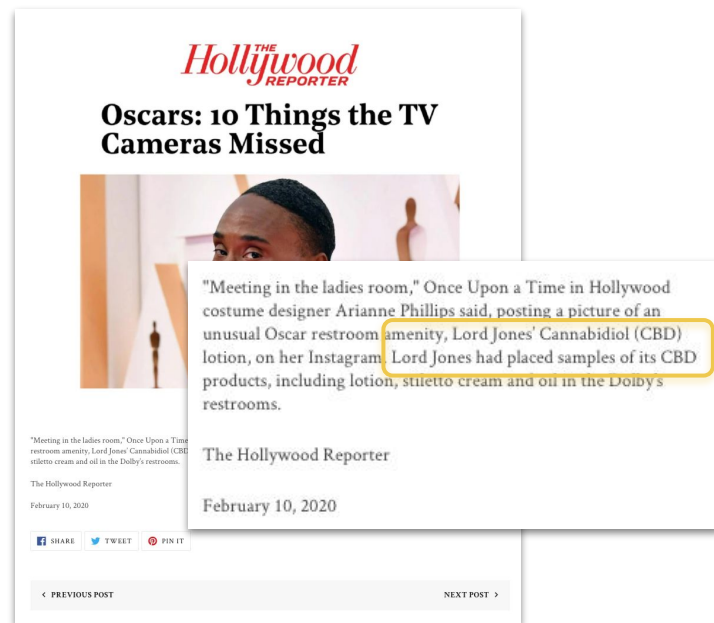 THE
Hollywood
REPORTER
Oscars: 10 Things the TV
Cameras Missed
"Meeting in the ladies room," Once Upon a Time in Hollywood
costume designer Arianne Phillips said, posting a picture of an
unusual Oscar restroom amenity, Lord Jones' Cannabidiol (CBD)
lotion, on her Instagram. Lord Jones had placed samples of its CBD
products, including lotion, stiletto cream and oil in the Dolby's
restrooms.
The Hollywood Reporter
February 10, 2020
"Meeting in the ladies room," Once Upon a Time
restroom amenity, Lord Jones' Cannabidiol (CBD
stiletto cream and oil in the Dolby's restrooms.
The Hollywood Reporter
February 10, 2020
SHARE TWEET PIN IT
< PREVIOUS POST NEXT POST >